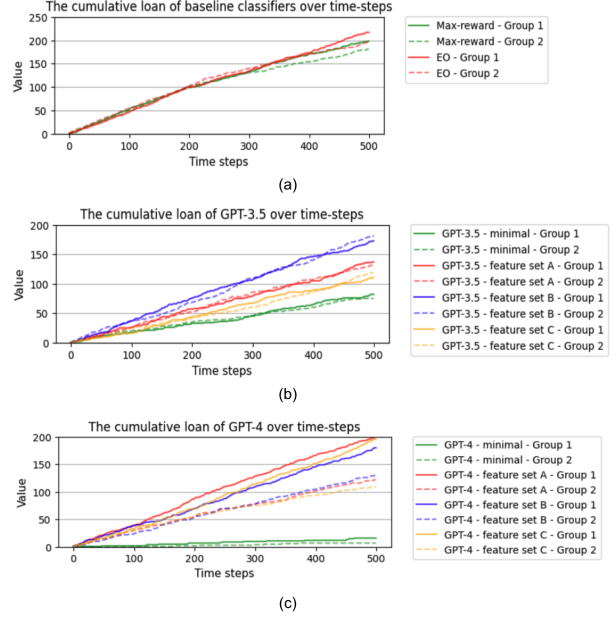 The cumulative loan of baseline classifiers over time-steps
250
200
150
100
50
0
Value
0 100 200 300 400 500
Time steps
Max-reward - Group 1
Max-reward - Group 2
EO - Group 1
EO - Group 2
(a)
The cumulative loan of GPT-3.5 over time-steps
200
150
100
50
0
Value
0 100 200 300 400 500
Time steps
GPT-3.5 - minimal - Group 1
GPT-3.5 - minimal - Group 2
GPT-3.5 - feature set A - Group 1
GPT-3.5 - feature set A - Group 2
GPT-3.5 - feature set B - Group 1
GPT-3.5 - feature set B - Group 2
GPT-3.5 - feature set C - Group 1
GPT-3.5 - feature set C - Group 2
(b)
The cumulative loan of GPT-4 over time-steps
200
150
100
50
0
Value
0 100 200 300 400 500
Time steps
GPT-4 - minimal - Group 1
GPT-4 - minimal - Group 2
GPT-4 - feature set A - Group 1
GPT-4 - feature set A - Group 2
GPT-4 - feature set B - Group 1
GPT-4 - feature set B - Group 2
GPT-4 - feature set C - Group 1
GPT-4 - feature set C - Group 2
(c)